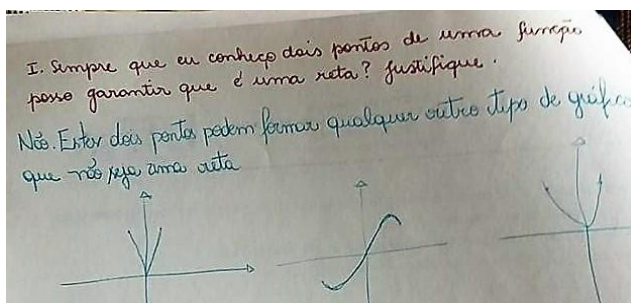 I. Sempre que eu conheço dois pontos de uma função
posso garantir que é uma reta? Justifique.
Não. Estes dois pontos podem formar qualquer outro tipo de gráfico
que não seja uma reta